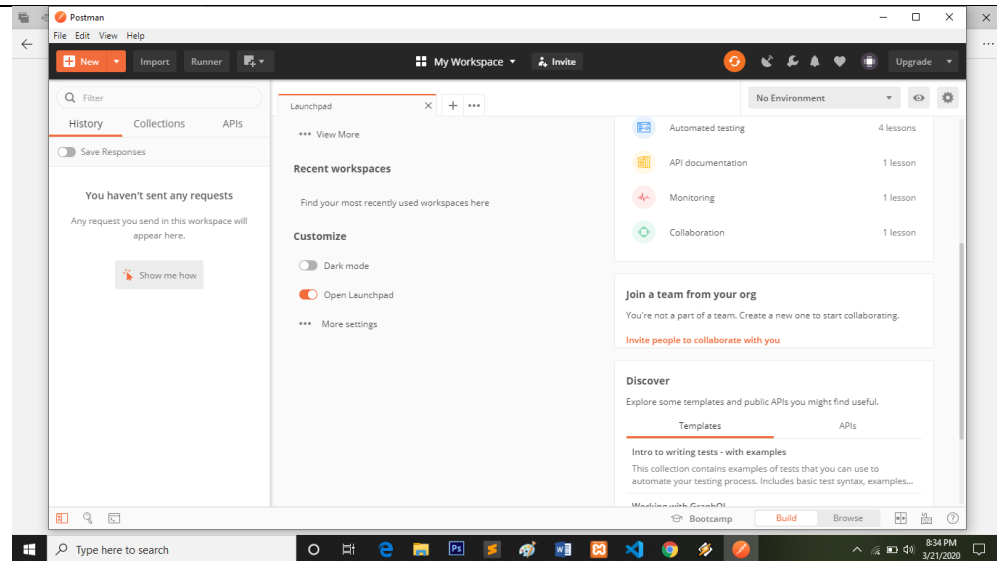 Postman
File Edit View Help
New Import Runner My Workspace Invite Upgrade
Filter
History Collections APIs
Save Responses
You haven't sent any requests
Any request you send in this workspace will
appear here.
Show me how
Launchpad
No Environment
View More
Recent workspaces
Find your most recently used workspaces here
Customize
Dark mode
Open Launchpad
More settings
Automated testing 4 lessons
API documentation 1 lesson
Monitoring 1 lesson
Collaboration 1 lesson
Join a team from your org
You're not a part of a team. Create a new one to start collaborating.
Invite people to collaborate with you
Discover
Explore some templates and public APIs you might find useful.
Templates APIs
Intro to writing tests - with examples
This collection contains examples of tests that you can use to
automate your testing process. Includes basic test syntax, examples...
Working with GraphQL
Bootcamp Build Browse
Type here to search
Ps
8:34 PM
3/21/2020